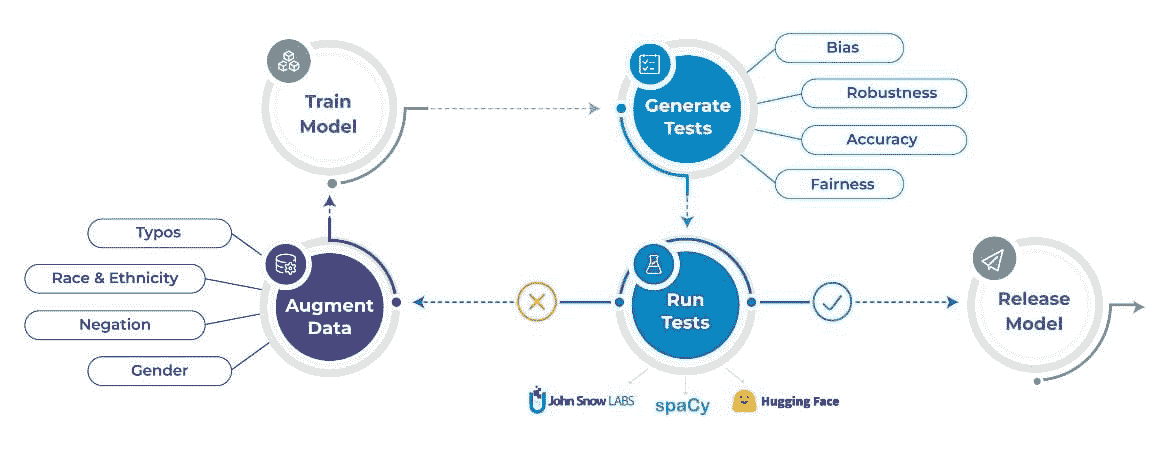 Train
Model
Generate
Tests
Bias
Robustness
Accuracy
Fairness
Typos
Race & Ethnicity
Negation
Gender
Augment
Data
Run
Tests
Release
Model
John Snow LABS
spaCy
Hugging Face